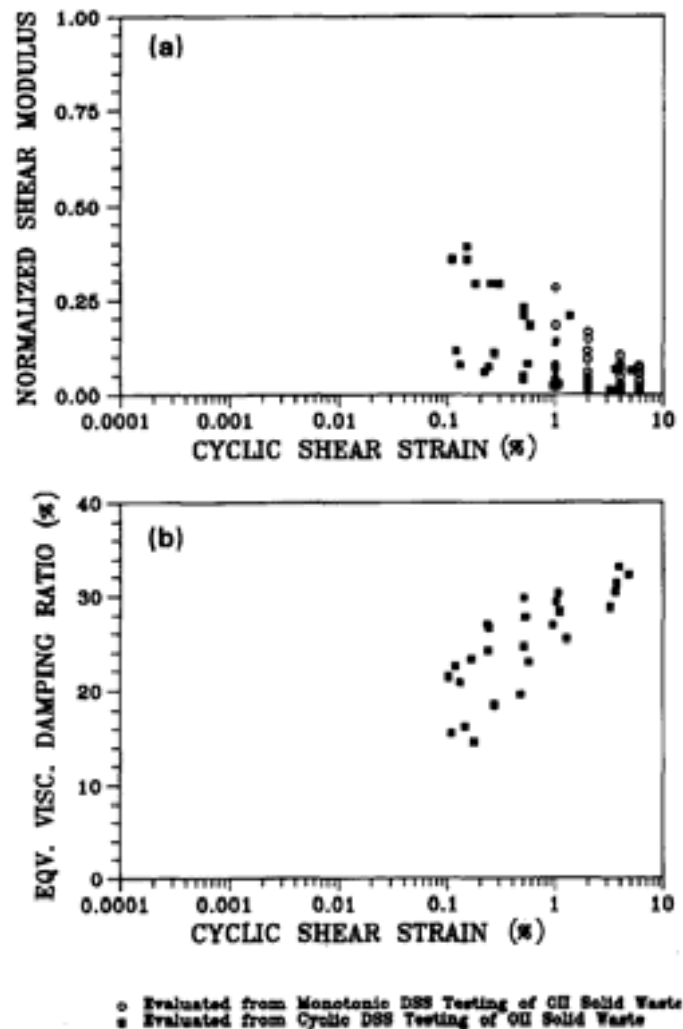 NORMALIZED SHEAR MODULUS
(a)
1.00
0.75
0.50
0.25
0.00
0.0001 0.001 0.01 0.1 1 10
CYCLIC SHEAR STRAIN (%)
EQV. VISC. DAMPING RATIO (%)
(b)
40
30
20
10
0
0.0001 0.001 0.01 0.1 1 10
CYCLIC SHEAR STRAIN (%)
o Evaluated from Monotonic DSS Testing of OII Solid Waste
■ Evaluated from Cyclic DSS Testing of OII Solid Waste